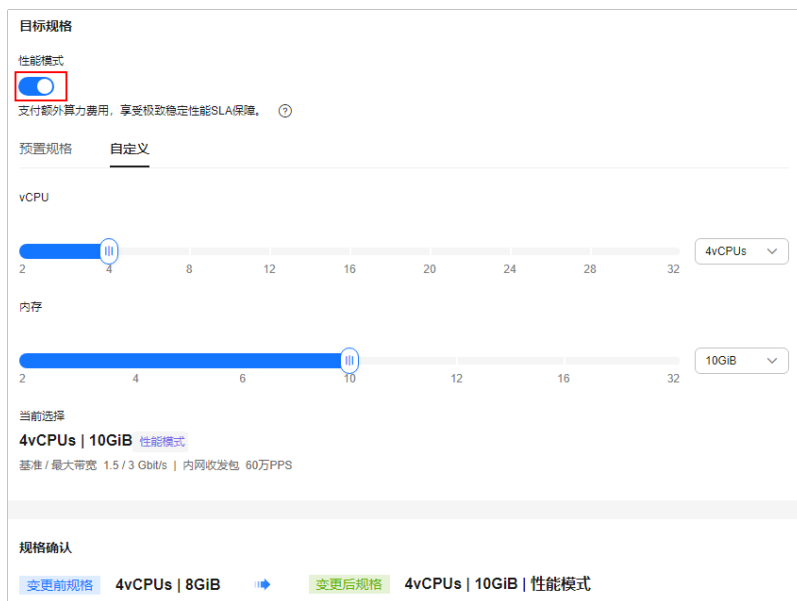 目标规格
性能模式
支付额外算力费用，享受极致稳定性能SLA保障。 ?
预置规格 自定义
vCPU
4vCPUs
2 4 8 12 16 20 24 28 32
内存
10GiB
2 4 6 10 12 16 32
当前选择
4vCPUs | 10GiB 性能模式
基准 / 最大带宽 1.5 / 3 Gbit/s | 内网收发包 60万PPS
规格确认
变更前规格 4vCPUs | 8GiB 变更后规格 4vCPUs | 10GiB | 性能模式